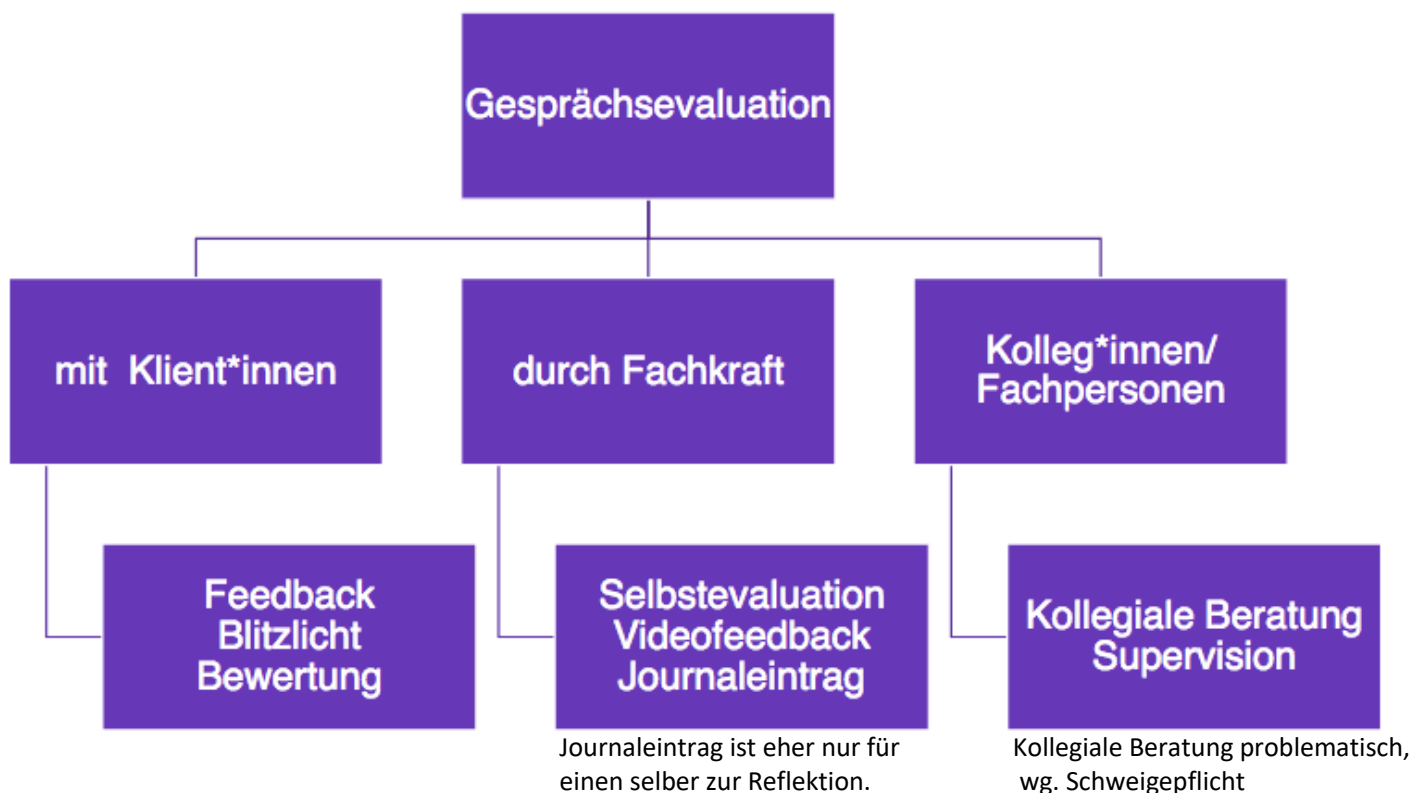 Gesprächsevaluation
mit Klient*innen
durch Fachkraft
Kolleg*innen/
Fachpersonen
Feedback
Blitzlicht
Bewertung
Selbstevaluation
Videofeedback
Journaleintrag
Kollegiale Beratung
Supervision
Journaleintrag ist eher nur für
einen selber zur Reflektion.
Kollegiale Beratung problematisch,
wg. Schweigepflicht